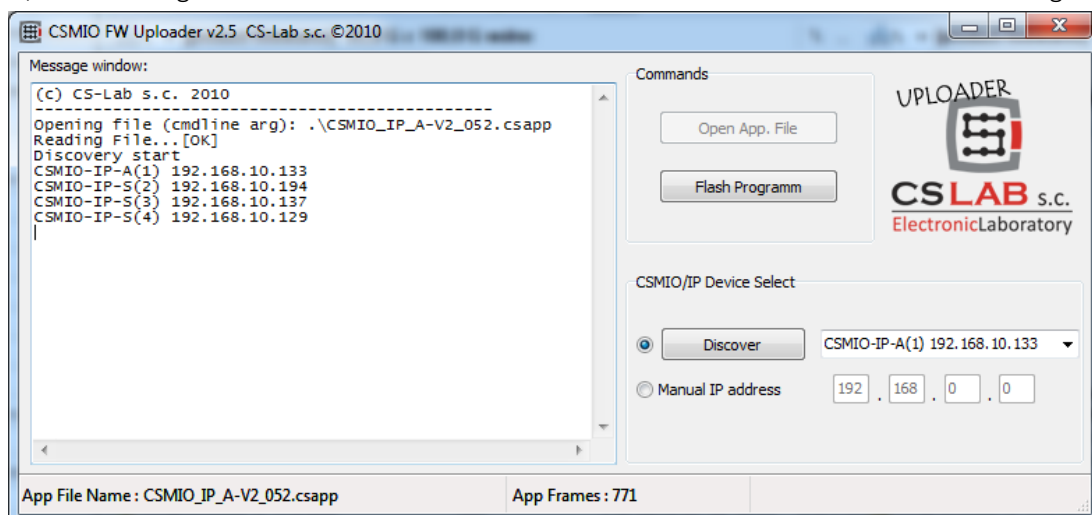 CSMIO FW Uploader v2.5 CS-Lab s.c. ©2010
Message window:
(c) CS-Lab s.c. 2010
------------------------------------------------
Opening file (cmdline arg): .\CSMIO_IP_A-V2_052.csapp
Reading File...[OK]
Discovery start
CSMIO-IP-A(1) 192.168.10.133
CSMIO-IP-S(2) 192.168.10.194
CSMIO-IP-S(3) 192.168.10.137
CSMIO-IP-S(4) 192.168.10.129
Commands
Open App. File
Flash Programm
UPLOADER
CSLAB s.c.
ElectronicLaboratory
CSMIO/IP Device Select
Discover
CSMIO-IP-A(1) 192.168.10.133
Manual IP address
192 . 168 . 0 . 0
App File Name : CSMIO_IP_A-V2_052.csapp
App Frames : 771